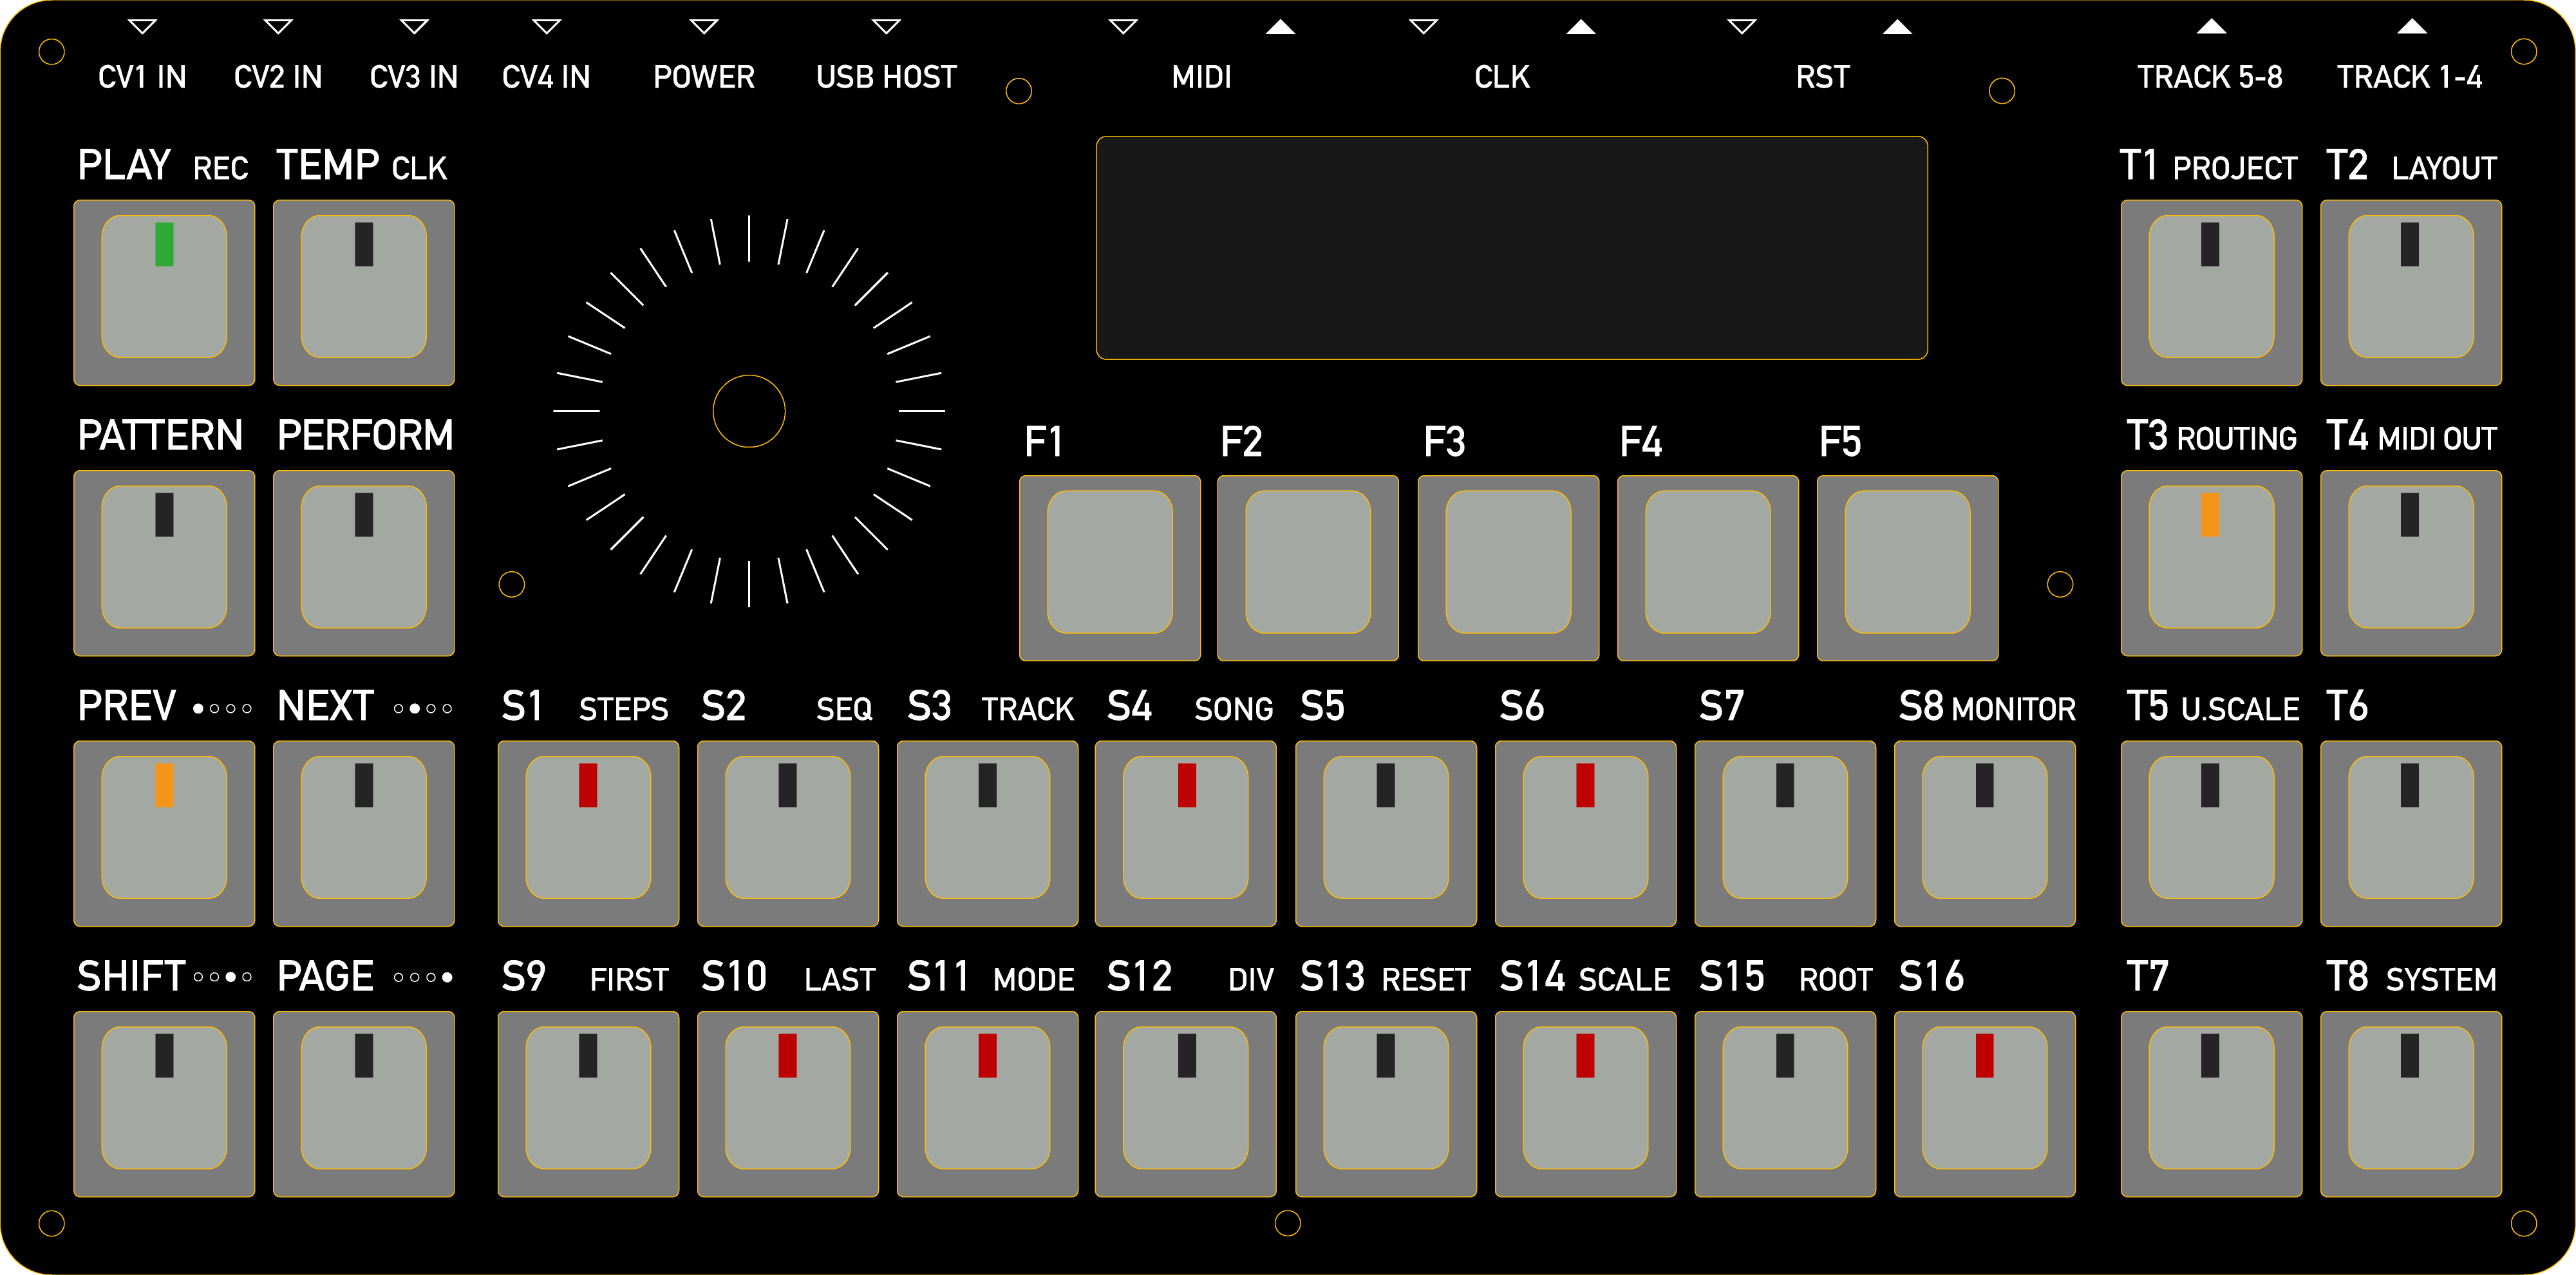 CV1 IN CV2 IN CV3 IN CV4 IN POWER USB HOST MIDI CLK RST TRACK 5-8 TRACK 1-4
PLAY REC TEMP CLK T1 PROJECT T2 LAYOUT
PATTERN PERFORM F1 F2 F3 F4 F5 T3 ROUTING T4 MIDI OUT
PREV NEXT S1 STEPS S2 SEQ S3 TRACK S4 SONG S5 S6 S7 S8 MONITOR T5 U.SCALE T6
SHIFT PAGE S9 FIRST S10 LAST S11 MODE S12 DIV S13 RESET S14 SCALE S15 ROOT S16 T7 T8 SYSTEM